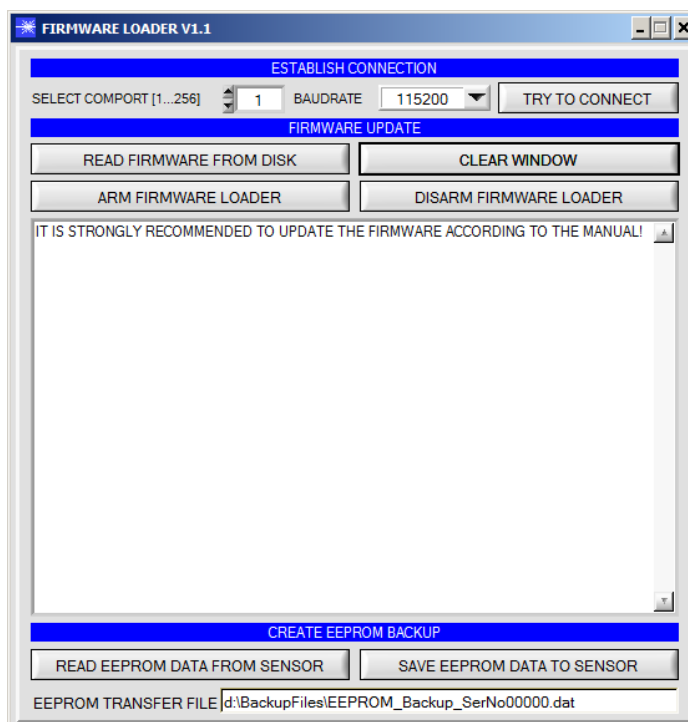 FIRMWARE LOADER V1.1
ESTABLISH CONNECTION
SELECT COMPORT [1...256] 1 BAUDRATE 115200 TRY TO CONNECT
FIRMWARE UPDATE
READ FIRMWARE FROM DISK CLEAR WINDOW
ARM FIRMWARE LOADER DISARM FIRMWARE LOADER
IT IS STRONGLY RECOMMENDED TO UPDATE THE FIRMWARE ACCORDING TO THE MANUAL!
CREATE EEPROM BACKUP
READ EEPROM DATA FROM SENSOR SAVE EEPROM DATA TO SENSOR
EEPROM TRANSFER FILE d:\BackupFiles\EEPROM_Backup_SerNo00000.dat